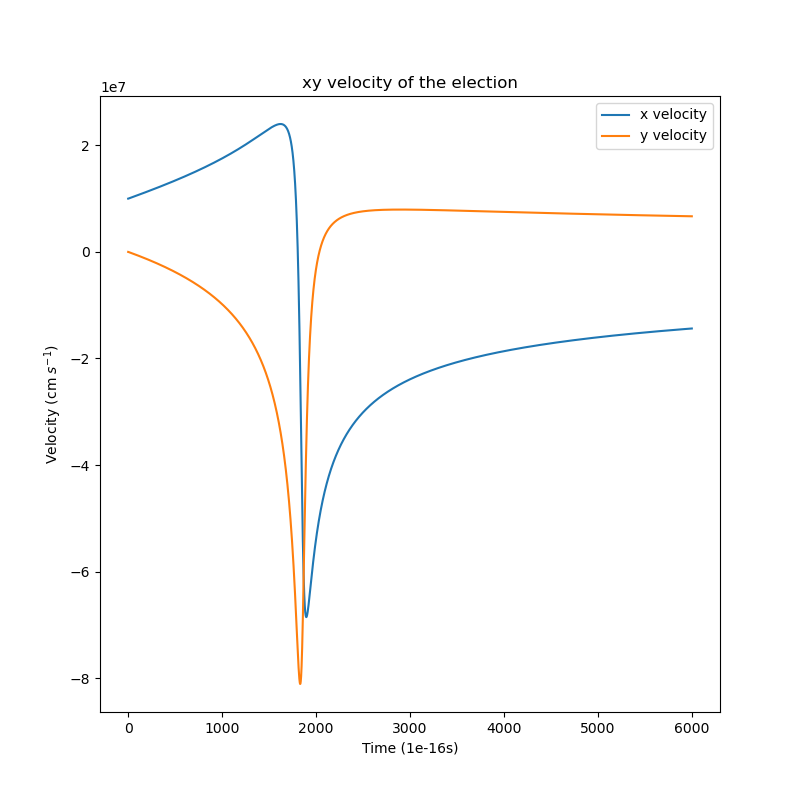 xy velocity of the election
1e7
x velocity
y velocity
2
0
−2
−4
−6
−8
Velocity (cm s⁻¹)
0 1000 2000 3000 4000 5000 6000
Time (1e-16s)